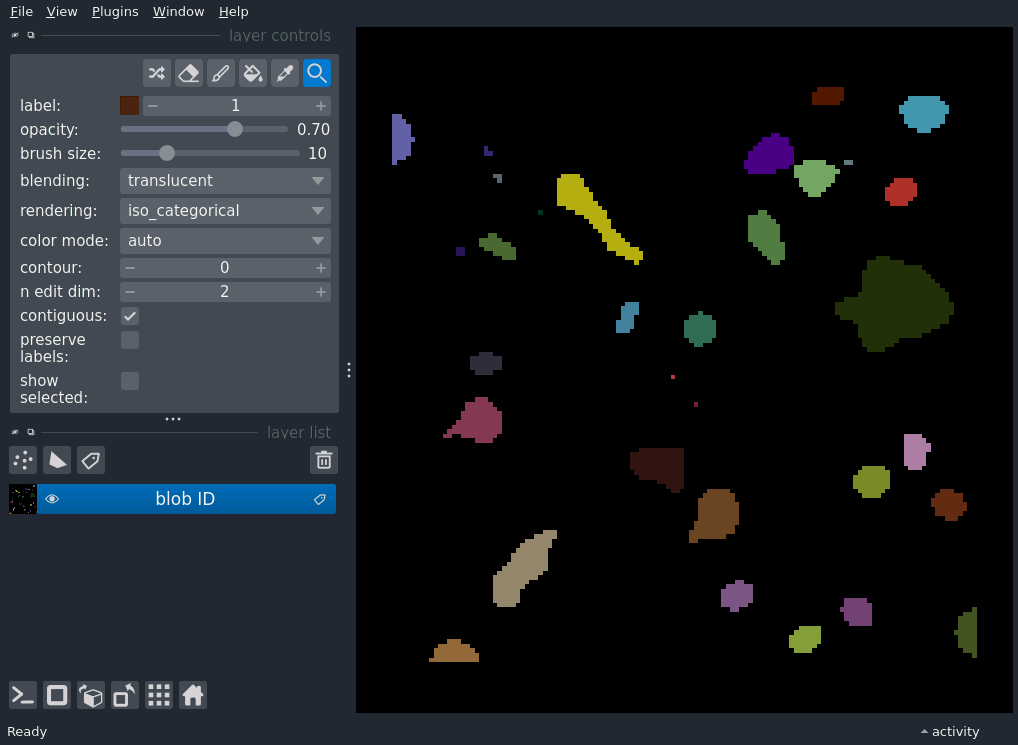 File View Plugins Window Help
layer controls
label: 1
opacity: 0.70
brush size: 10
blending: translucent
rendering: iso_categorical
color mode: auto
contour: 0
n edit dim: 2
contiguous:
preserve
labels:
show
selected:
layer list
blob ID
Ready
activity